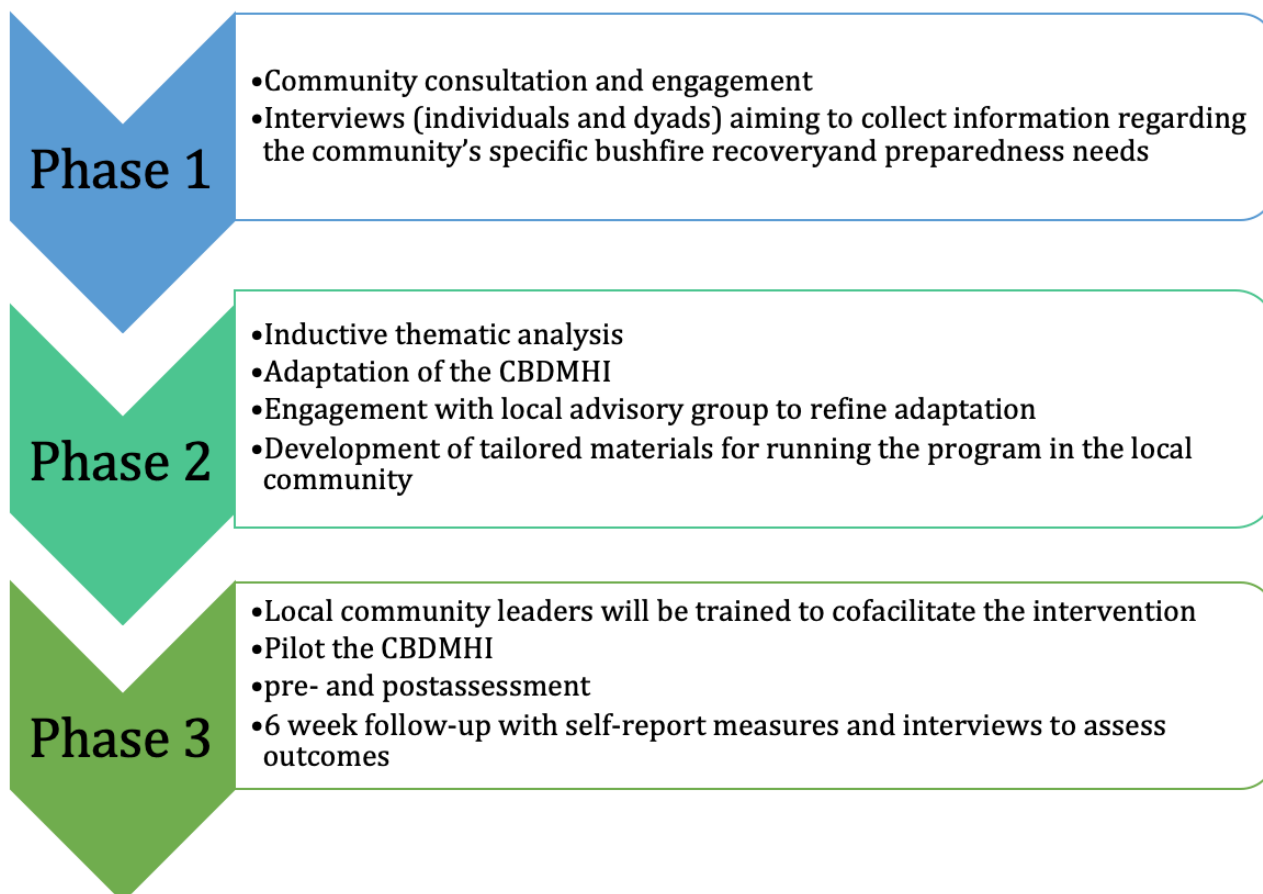 Phase 1
•Community consultation and engagement
•Interviews (individuals and dyads) aiming to collect information regarding
the community’s specific bushfire recoveryand preparedness needs
Phase 2
•Inductive thematic analysis
•Adaptation of the CBDMHI
•Engagement with local advisory group to refine adaptation
•Development of tailored materials for running the program in the local
community
Phase 3
•Local community leaders will be trained to cofacilitate the intervention
•Pilot the CBDMHI
•pre- and postassessment
•6 week follow-up with self-report measures and interviews to assess
outcomes